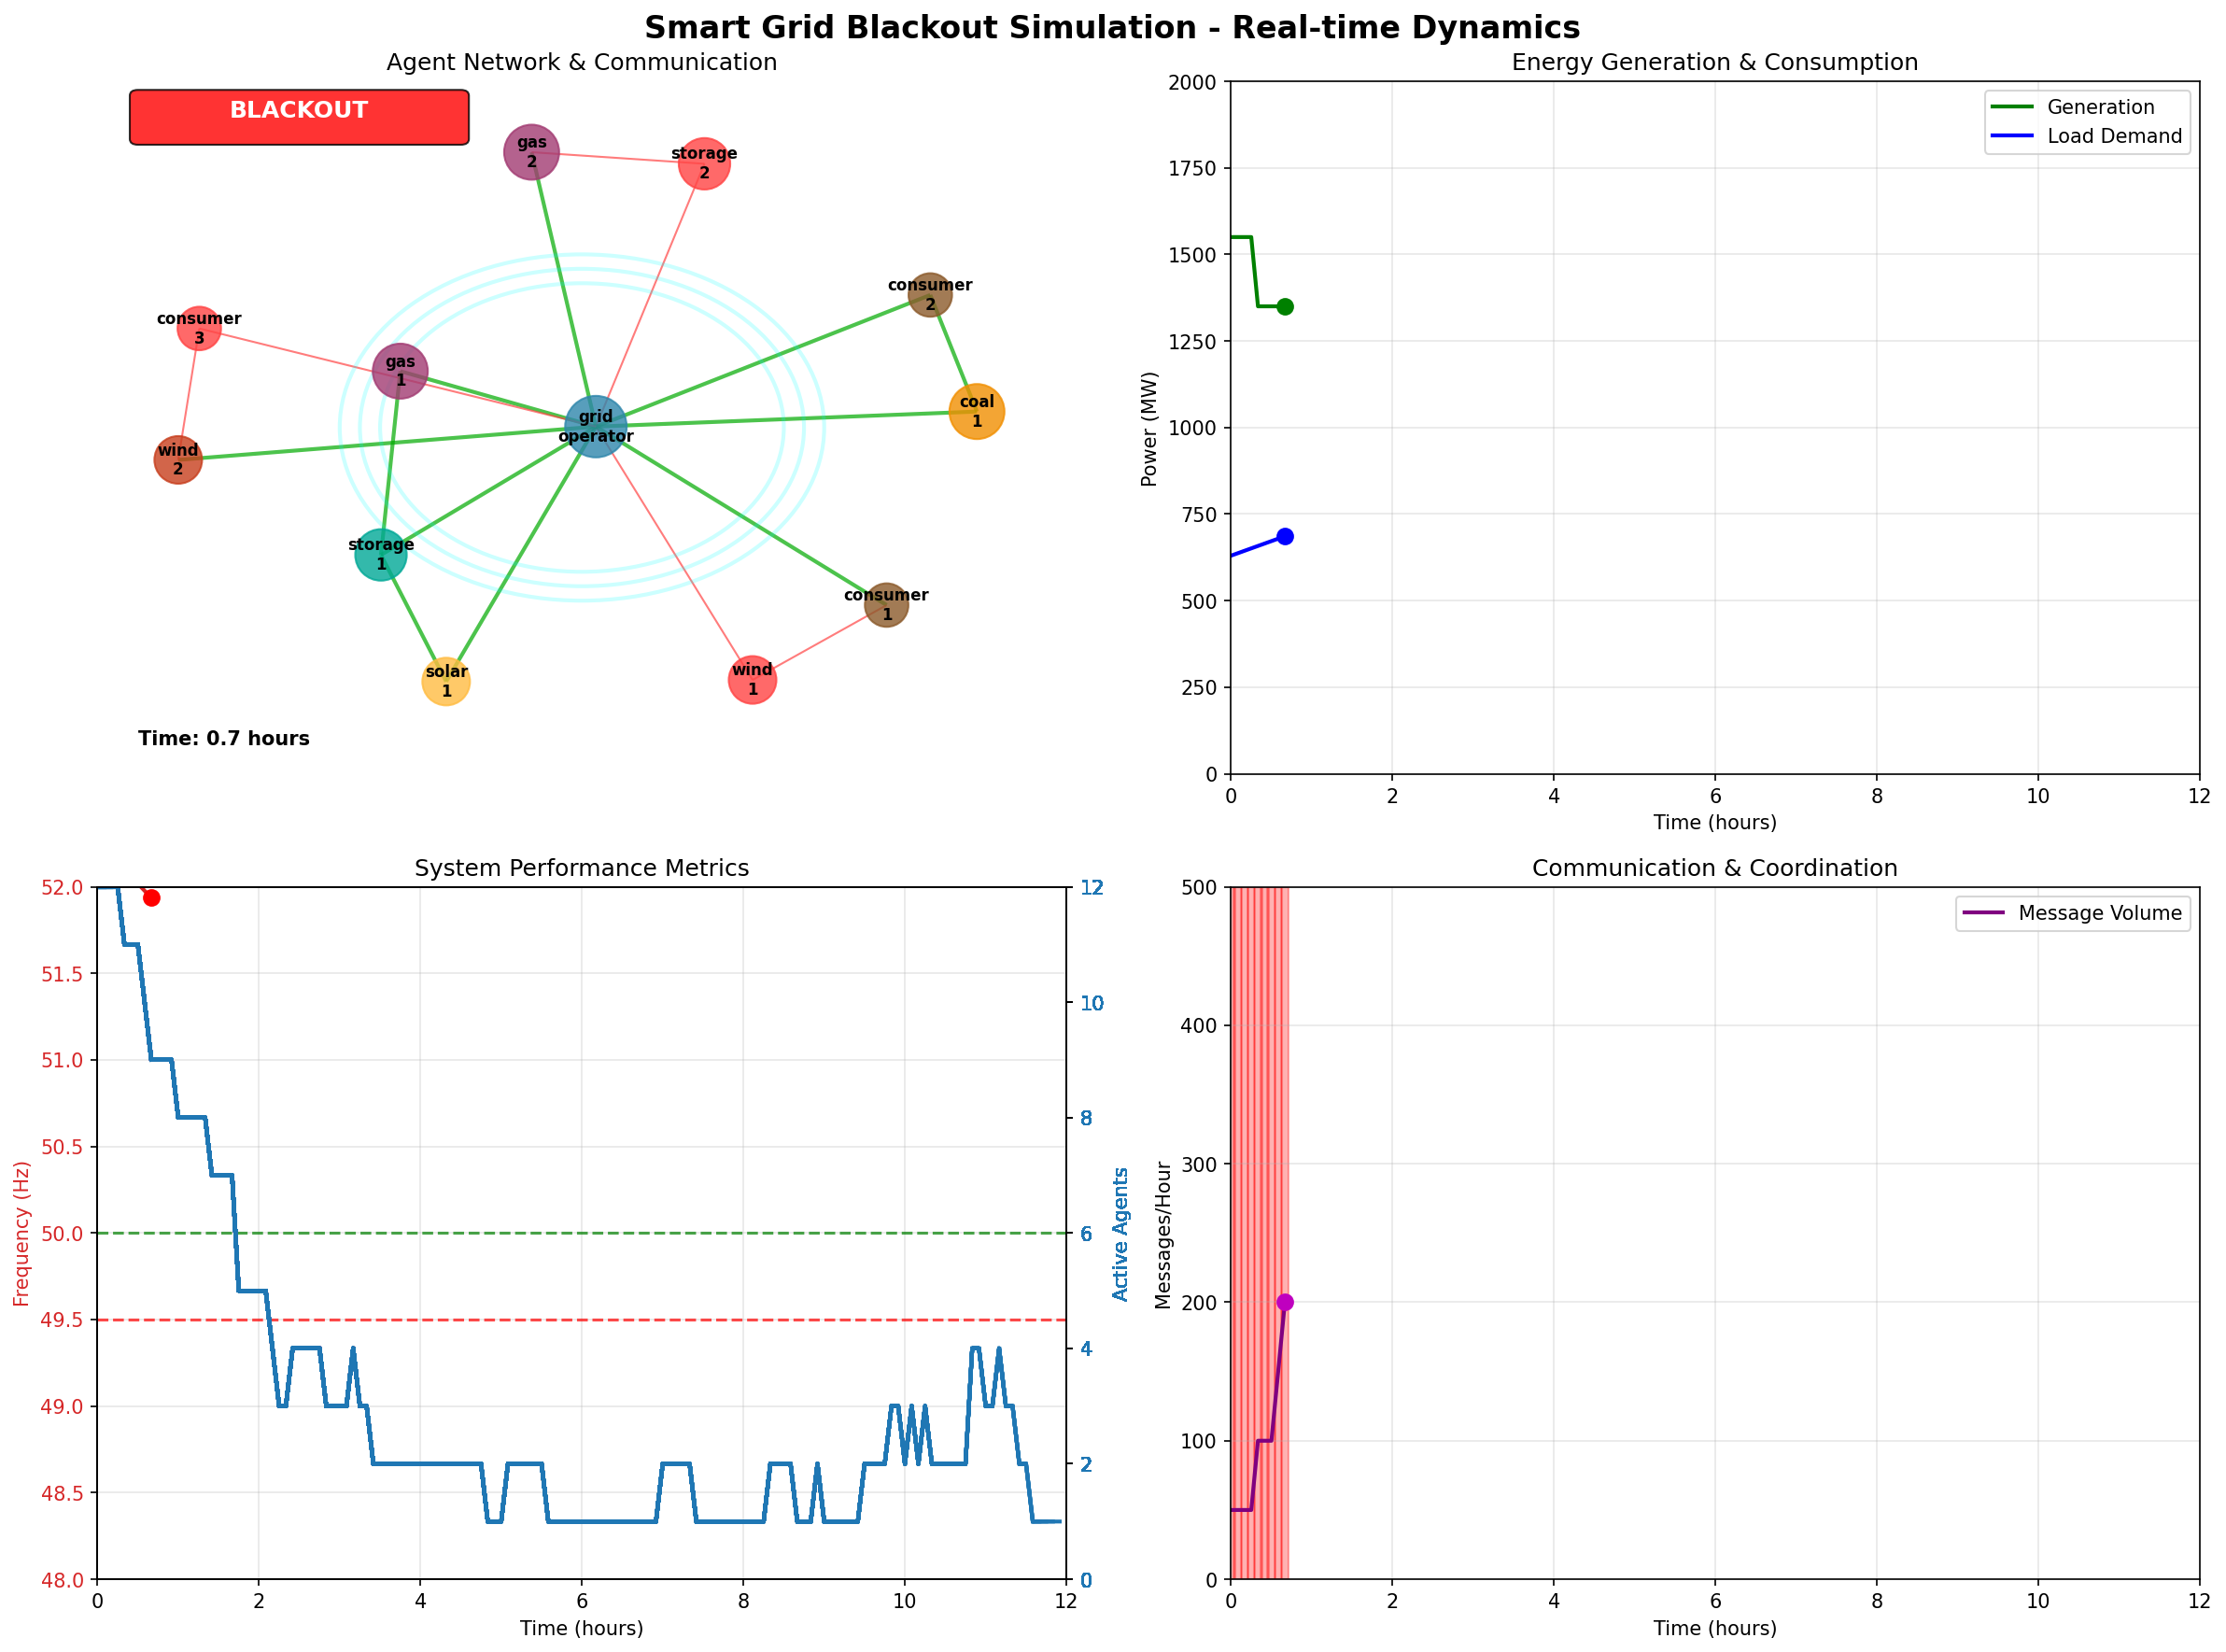 Smart Grid Blackout Simulation - Real-time Dynamics
Agent Network & Communication
BLACKOUT
gas
2
storage
2
consumer
2
consumer
3
gas
1
grid
operator
coal
1
wind
2
storage
1
consumer
1
solar
1
wind
1
Time: 0.7 hours
Energy Generation & Consumption
Generation
Load Demand
Power (MW)
2000
1750
1500
1250
1000
750
500
250
0
0 2 4 6 8 10 12
Time (hours)
System Performance Metrics
Frequency (Hz)
52.0
51.5
51.0
50.5
50.0
49.5
49.0
48.5
48.0
0 2 4 6 8 10 12
Time (hours)
Active Agents
12
10
8
6
4
2
0
Communication & Coordination
Message Volume
Messages/Hour
500
400
300
200
100
0
0 2 4 6 8 10 12
Time (hours)